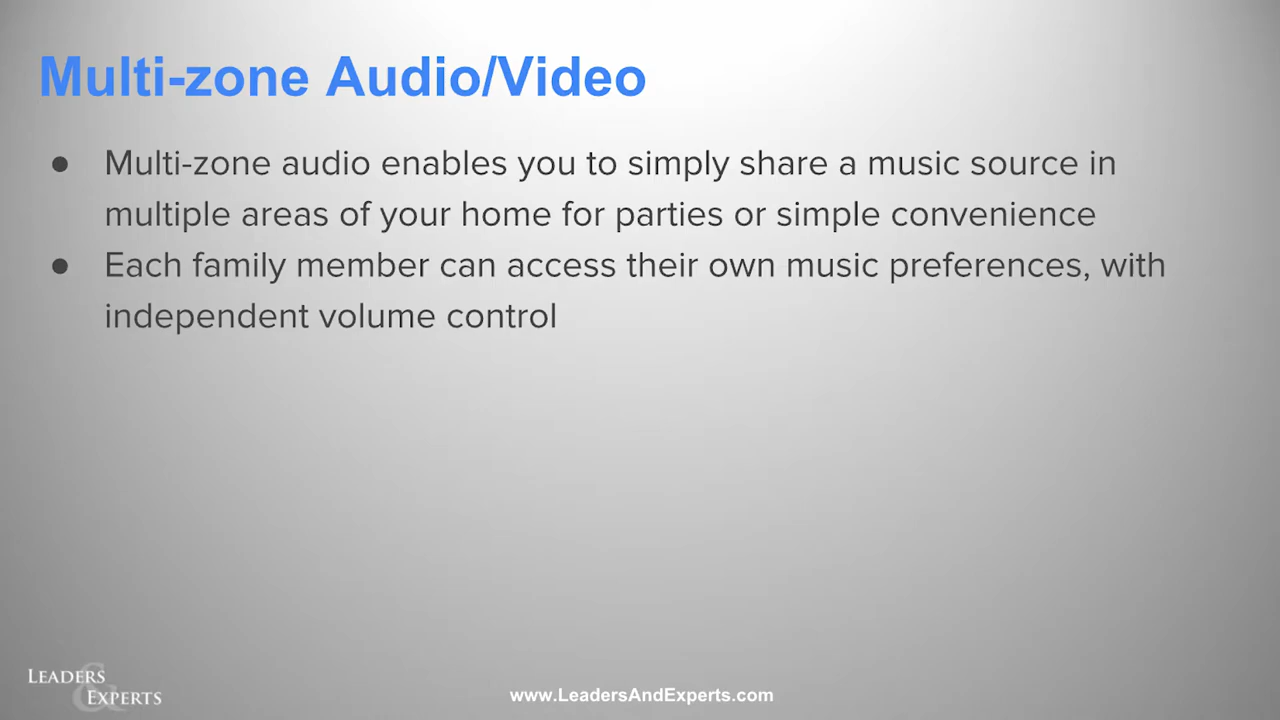 Multi-zone Audio/Video
● Multi-zone audio enables you to simply share a music source in
multiple areas of your home for parties or simple convenience
● Each family member can access their own music preferences, with
independent volume control
LEADERS
& EXPERTS
www.LeadersAndExperts.com